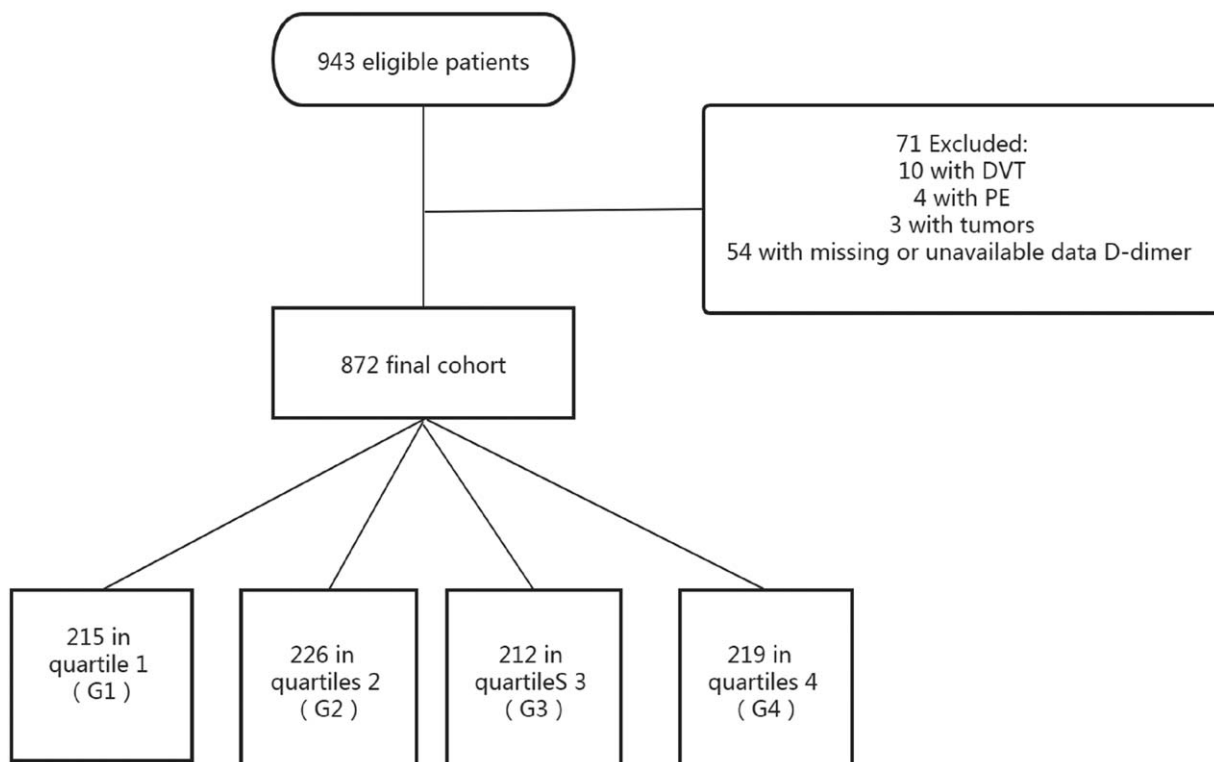 943 eligible patients
71 Excluded:
10 with DVT
4 with PE
3 with tumors
54 with missing or unavailable data D-dimer
872 final cohort
215 in
quartile 1
( G1 )
226 in
quartiles 2
( G2 )
212 in
quartileS 3
( G3 )
219 in
quartiles 4
( G4 )